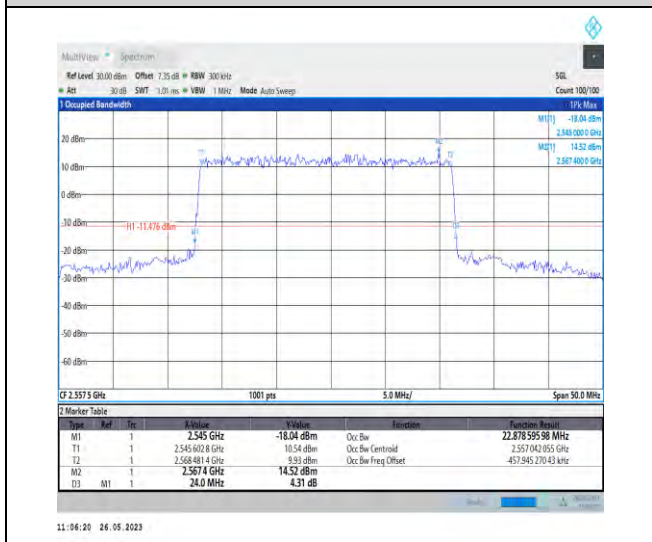 MultiView Spectrum
Ref Level 30.00 dBm Offset 7.35 dB RBW 300 kHz SGL
Att 30 dB SWT 1.01 ms VBW 1 MHz Mode Auto Sweep Count 100/100
1 Occupied Bandwidth 1Pk Max
M1[1] -18.04 dBm
2.545 000 0 GHz
M2[1] 14.52 dBm
2.567 400 0 GHz
20 dBm
10 dBm
0 dBm
-10 dBm
H1 -11.476 dBm
-20 dBm
-30 dBm
-40 dBm
-50 dBm
-60 dBm
T1 M2 T2
M1 D3
CF 2.557 5 GHz 1001 pts 5.0 MHz/ Span 50.0 MHz
2 Marker Table
Type Ref Trc X-Value Y-Value Function Function Result
M1 1 2.545 GHz -18.04 dBm Occ Bw 22.878 595 98 MHz
T1 1 2.545 602 8 GHz 10.54 dBm Occ Bw Centroid 2.557 042 055 GHz
T2 1 2.568 481 4 GHz 9.93 dBm Occ Bw Freq Offset -457.945 270 43 kHz
M2 1 2.567 4 GHz 14.52 dBm
D3 M1 1 24.0 MHz 4.31 dB
11:06:20 26.05.2023